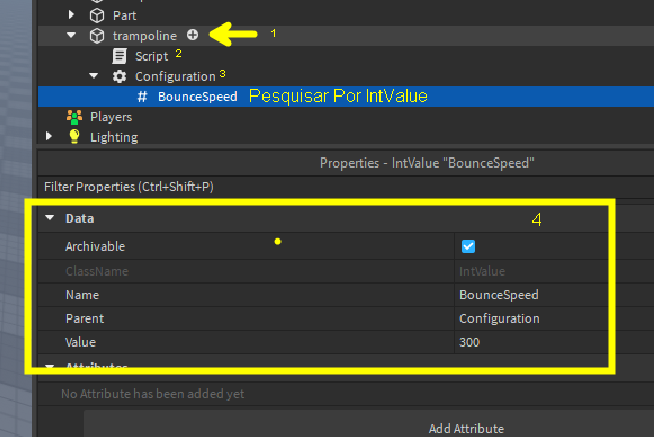 Part
trampoline 1
Script 2
Configuration 3
# BounceSpeed Pesquisar Por IntValue
Players
Lighting
Properties - IntValue "BounceSpeed"
Filter Properties (Ctrl+Shift+P)
Data 4
Archivable
ClassName IntValue
Name BounceSpeed
Parent Configuration
Value 300
Attributes
No Attribute has been added yet
Add Attribute